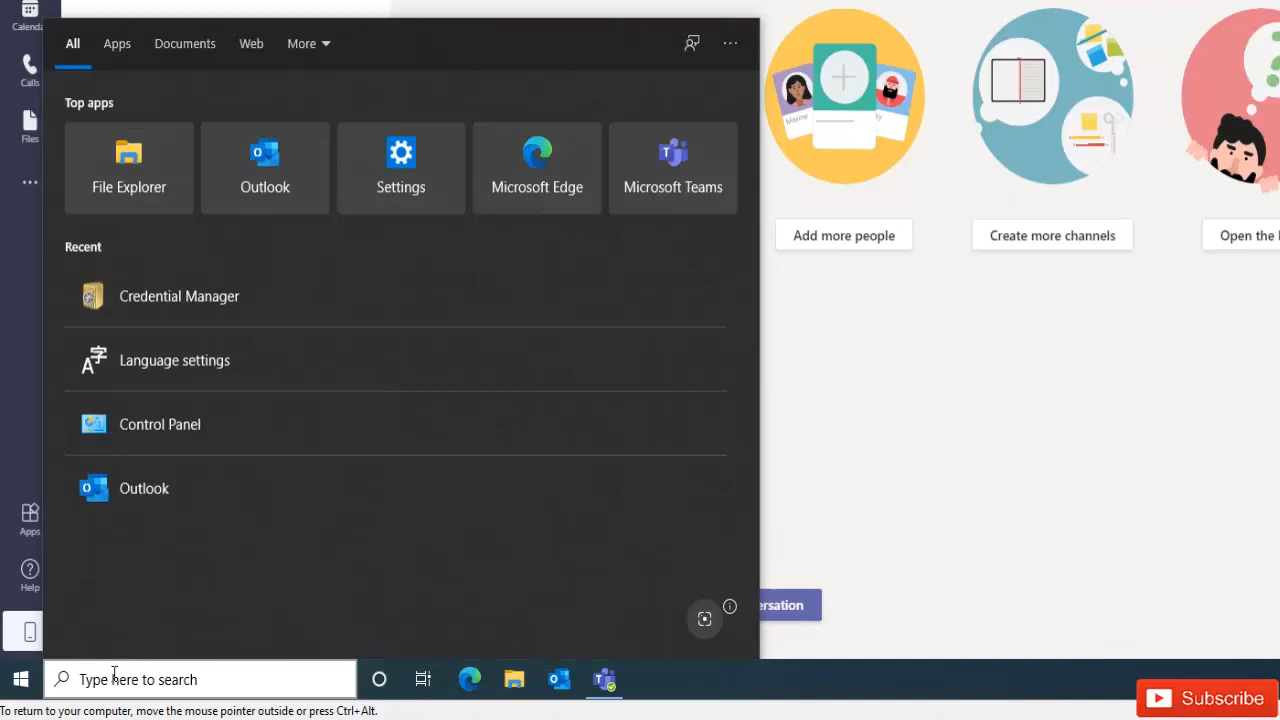 Calenda
Calls
Files
Apps
Help
All
Apps
Documents
Web
More
Top apps
File Explorer
Outlook
Settings
Microsoft Edge
Microsoft Teams
Recent
Credential Manager
Language settings
Control Panel
Outlook
Maxine
Add more people
Create more channels
Open the
ersation
Type here to search
Subscribe
To return to your computer, move the mouse pointer outside or press Ctrl+Alt.